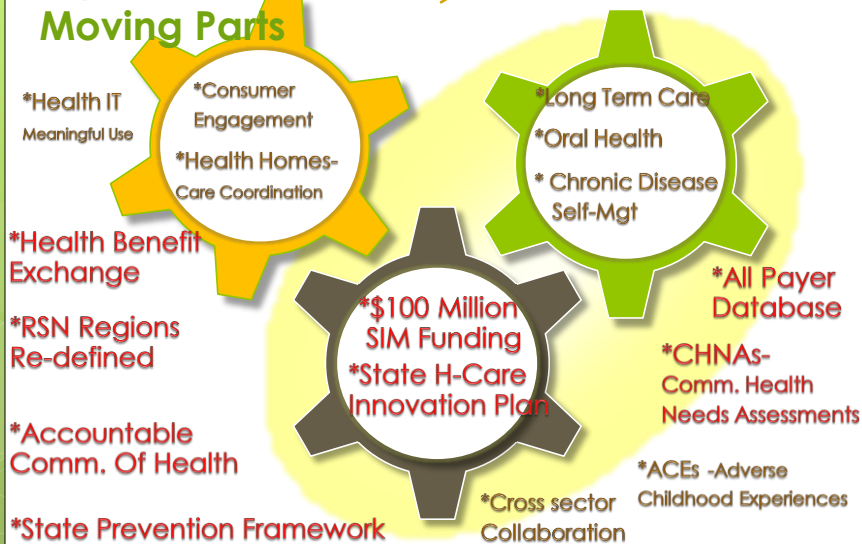 Moving Parts
*Health IT
Meaningful Use
*Consumer
Engagement
*Health Homes-
Care Coordination
*Long Term Care
*Oral Health
* Chronic Disease
Self-Mgt
*Health Benefit
Exchange
*RSN Regions
Re-defined
*Accountable
Comm. Of Health
*State Prevention Framework
*$100 Million
SIM Funding
*State H-Care
Innovation Plan
*All Payer
Database
*CHNAs-
Comm. Health
Needs Assessments
*ACEs -Adverse
Childhood Experiences
*Cross sector
Collaboration